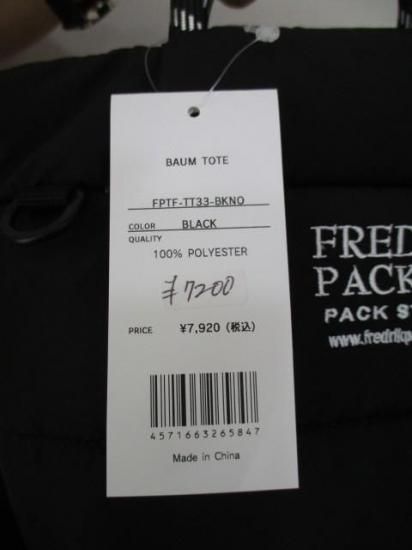 BAUM TOTE
FPTF-TT33-BKNO
COLOR BLACK
QUALITY
100% POLYESTER
¥7200
PRICE ¥7,920 (税込)
4571663265847
Made in China
FRED
PACK
PACK S
www.fredrikp